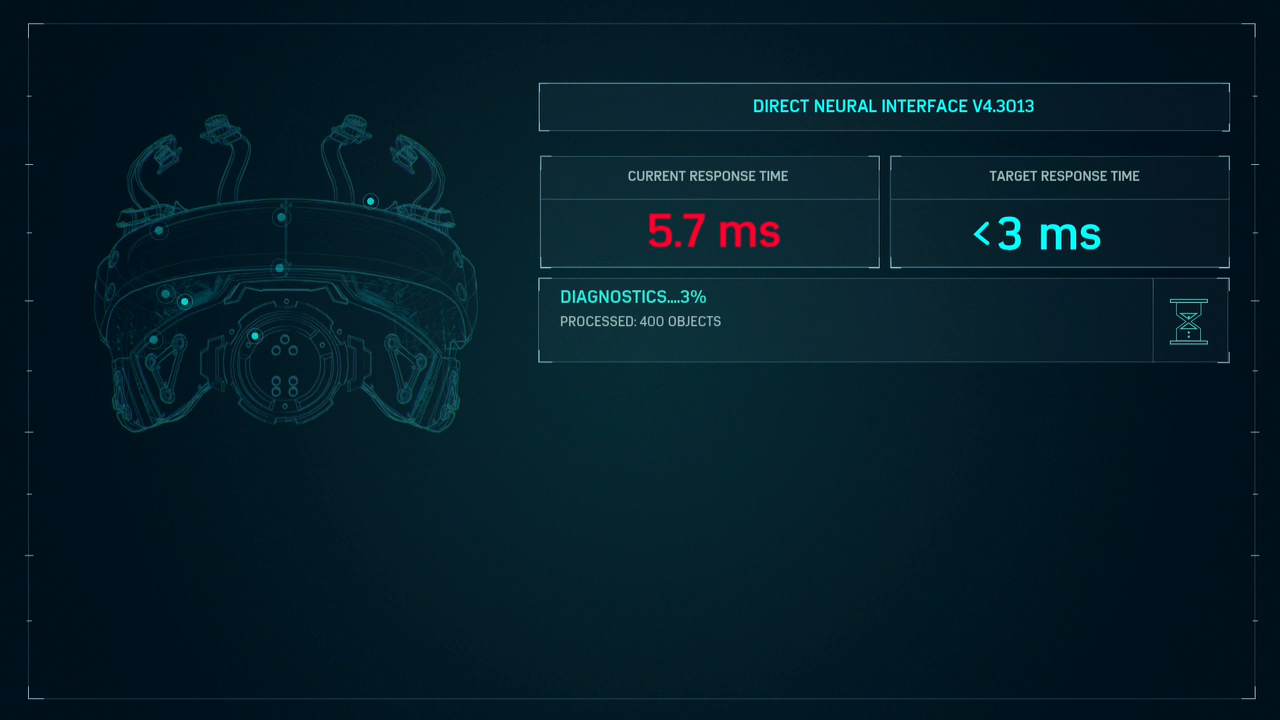 DIRECT NEURAL INTERFACE V4.3013
CURRENT RESPONSE TIME
5.7 ms
TARGET RESPONSE TIME
<3 ms
DIAGNOSTICS....3%
PROCESSED: 400 OBJECTS